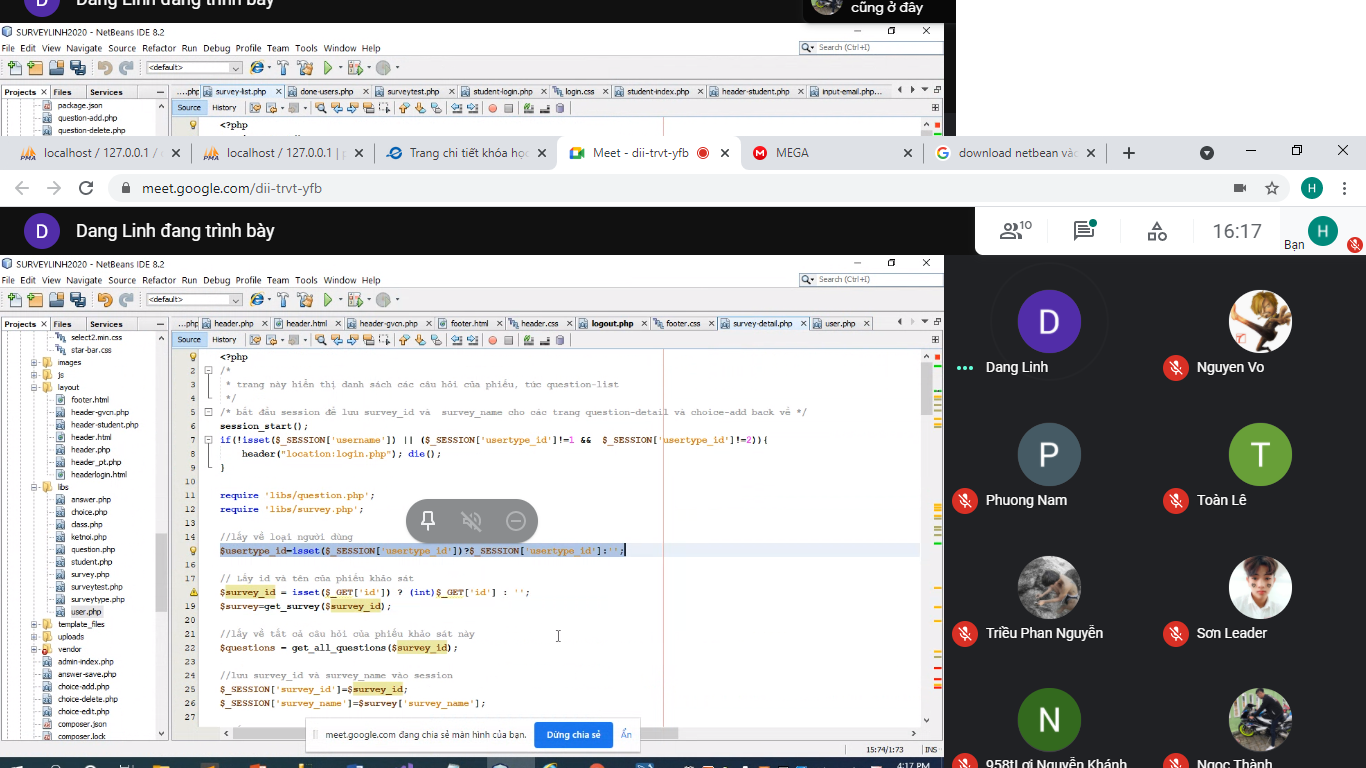 D Dang Linh đang trình bày
cũng ở đây
SURVEYLINH2020 - NetBeans IDE 8.2
File Edit View Navigate Source Refactor Run Debug Profile Team Tools Window Help
Search (Ctrl+I)
<default>
Projects Files Services
...php survey-list.php done-users.php surveytest.php student-login.php login.css student-index.php header-student.php input-email.php...
Source History
package.json
question-add.php
question-delete.php
<?php
localhost / 127.0.0.1 /
localhost / 127.0.0.1 | p
Trang chi tiết khóa học
Meet - dii-trvt-yfb
MEGA
download netbean vào
meet.google.com/dii-trvt-yfb
H
D Dang Linh đang trình bày
10
16:17
Bạn
H
SURVEYLINH2020 - NetBeans IDE 8.2
File Edit View Navigate Source Refactor Run Debug Profile Team Tools Window Help
Search (Ctrl+I)
<default>
Projects Files Services
...php header.php header.html header-gvcn.php footer.html header.css logout.php footer.css survey-detail.php user.php
Source History
select2.min.css
star-bar.css
images
js
layout
footer.html
header-gvcn.php
header-student.php
header.html
header.php
header_pt.php
headerlogin.html
libs
answer.php
choice.php
class.php
ketnoi.php
question.php
student.php
survey.php
surveytest.php
surveytype.php
user.php
template_files
uploads
vendor
admin-index.php
answer-save.php
choice-add.php
choice-delete.php
choice-edit.php
composer.json
composer.lock
<?php
2 /*
3 * trang này hiển thị danh sách các câu hỏi của phiếu, tức question-list
4 */
5 /* bắt đầu session để lưu survey_id và survey_name cho các trang question-detail và choice-add back về */
6 session_start();
7 if(!isset($_SESSION['username']) || ($_SESSION['usertype_id']!=1 && $_SESSION['usertype_id']!=2)){
8 header("location:login.php"); die();
9 }
10
11 require 'libs/question.php';
12 require 'libs/survey.php';
13
14 //lấy về loại người dùng
$usertype_id=isset($_SESSION['usertype_id'])?$_SESSION['usertype_id']:'';
16
17 // Lấy id và tên của phiếu khảo sát
$survey_id = isset($_GET['id']) ? (int)$_GET['id'] : '';
19 $survey=get_survey($survey_id);
20
21 //lấy về tất cả câu hỏi của phiếu khảo sát này
22 $questions = get_all_questions($survey_id);
23
24 //lưu survey_id và survey_name vào session
25 $_SESSION['survey_id']=$survey_id;
26 $_SESSION['survey_name']=$survey['survey_name'];
27
meet.google.com đang chia sẻ màn hình của bạn.
Dừng chia sẻ
Ẩn
15:74/1:73
INS
D
Dang Linh
Nguyen Vo
P
Phuong Nam
T
Toàn Lê
Triều Phan Nguyễn
Sơn Leader
N
958tLợi Nguyễn Khánh
Ngọc Thành
4:17 PM